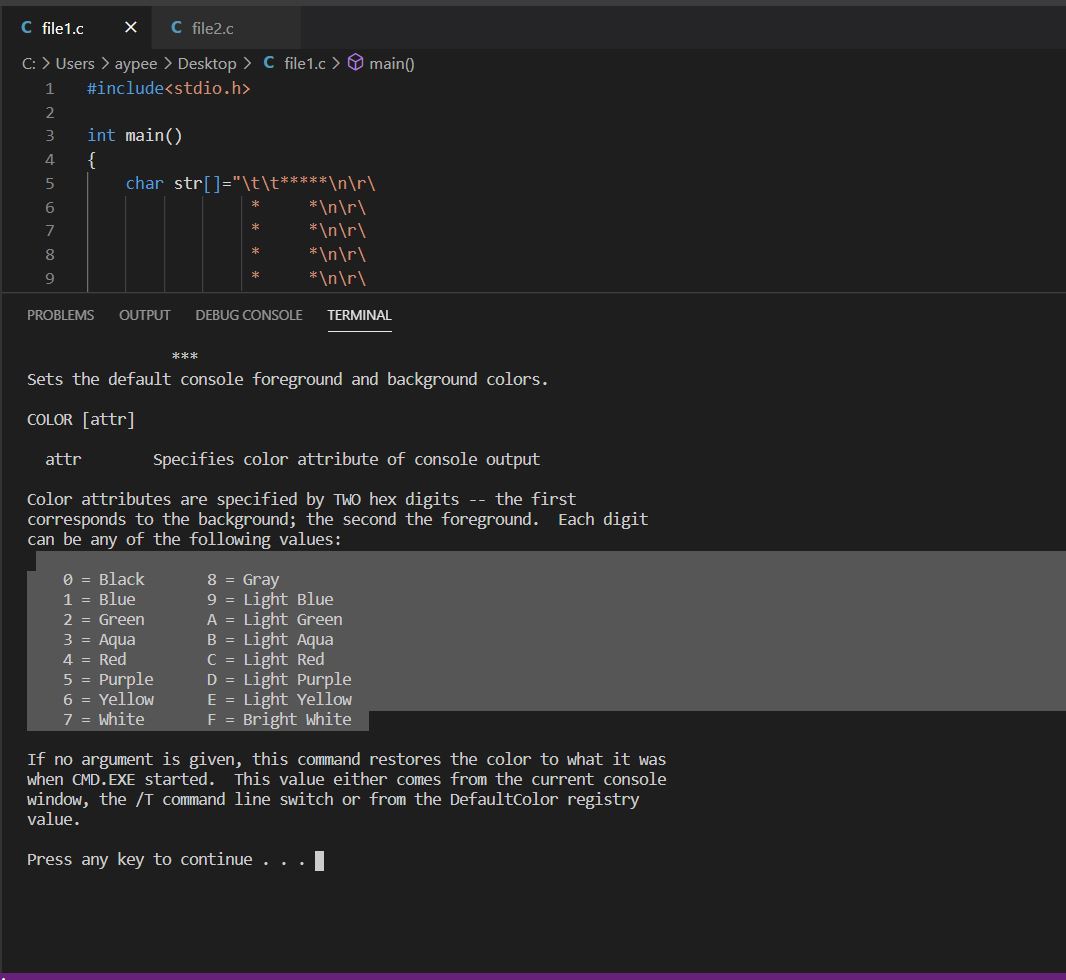 C file1.c × C file2.c
C: > Users > aypee > Desktop > C file1.c > main()
1 #include<stdio.h>
2
3 int main()
4 {
5     char str[]="\t\t*****\n\r\
6                  *     *\n\r\
7                  *     *\n\r\
8                  *     *\n\r\
9                  *     *\n\r\
PROBLEMS OUTPUT DEBUG CONSOLE TERMINAL
***
Sets the default console foreground and background colors.
COLOR [attr]
  attr        Specifies color attribute of console output
Color attributes are specified by TWO hex digits -- the first
corresponds to the background; the second the foreground.  Each digit
can be any of the following values:
    0 = Black       8 = Gray
    1 = Blue        9 = Light Blue
    2 = Green       A = Light Green
    3 = Aqua        B = Light Aqua
    4 = Red         C = Light Red
    5 = Purple      D = Light Purple
    6 = Yellow      E = Light Yellow
    7 = White       F = Bright White
If no argument is given, this command restores the color to what it was
when CMD.EXE started.  This value either comes from the current console
window, the /T command line switch or from the DefaultColor registry
value.
Press any key to continue . . .